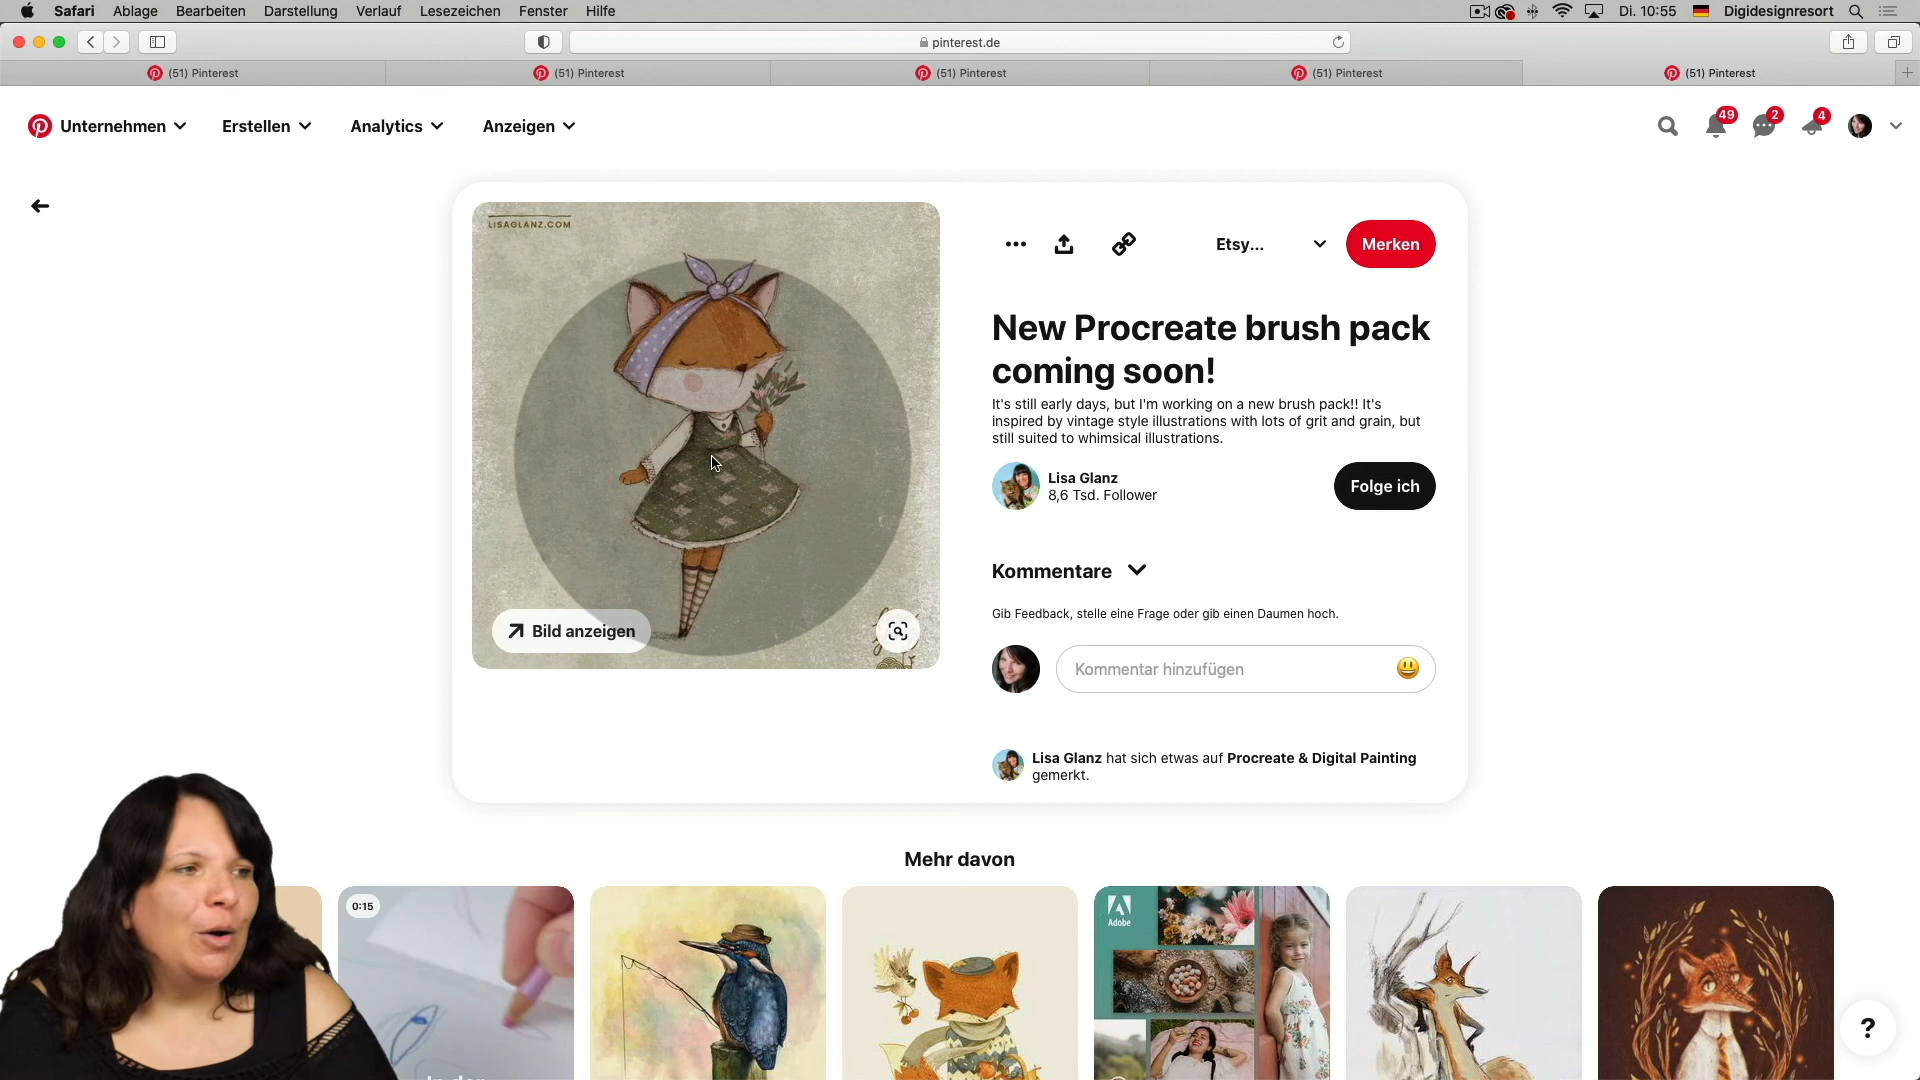 Safari Ablage Bearbeiten Darstellung Verlauf Lesezeichen Fenster Hilfe Di. 10:55 Digidesignresort
pinterest.de
(51) Pinterest (51) Pinterest (51) Pinterest (51) Pinterest (51) Pinterest
Unternehmen Erstellen Analytics Anzeigen 49 2 4
LISAGLANZ.COM
Etsy... Merken
New Procreate brush pack
coming soon!
It's still early days, but I'm working on a new brush pack!! It's
inspired by vintage style illustrations with lots of grit and grain, but
still suited to whimsical illustrations.
Lisa Glanz
8,6 Tsd. Follower
Folge ich
Kommentare
Gib Feedback, stelle eine Frage oder gib einen Daumen hoch.
Bild anzeigen
Kommentar hinzufügen
Lisa Glanz hat sich etwas auf Procreate & Digital Painting
gemerkt.
Mehr davon
0:15
Adobe
?